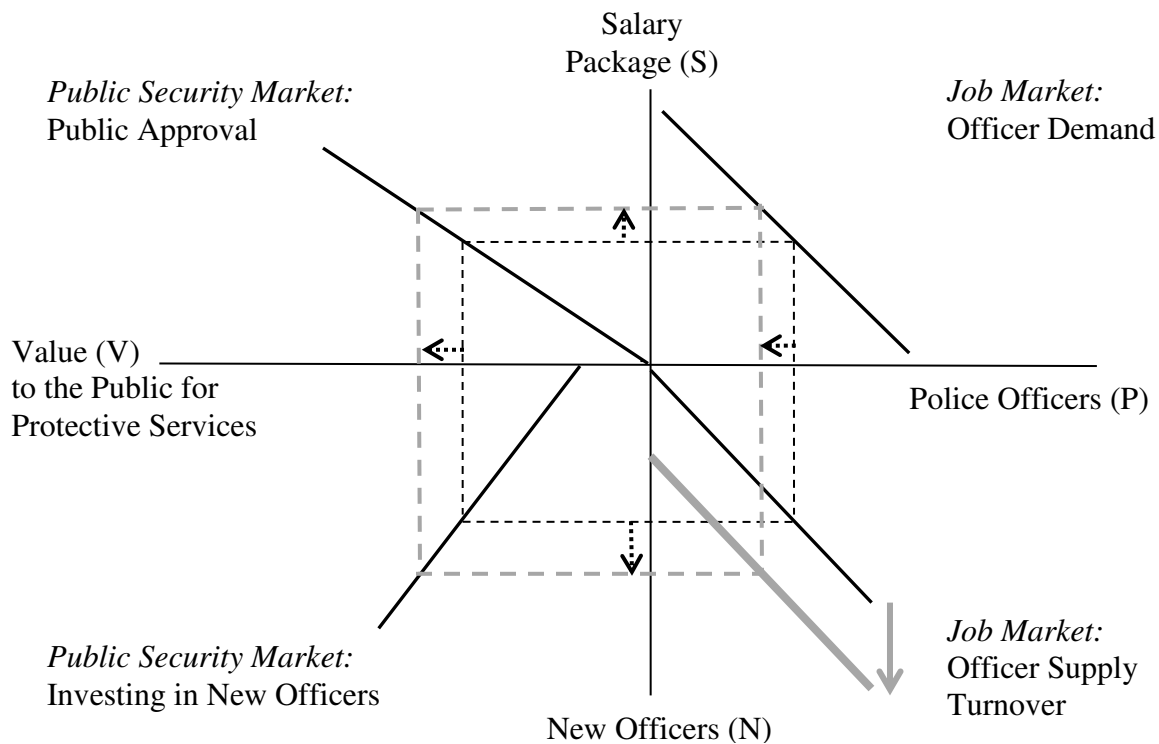 Salary
Package (S)
Public Security Market:
Public Approval
Job Market:
Officer Demand
Value (V)
to the Public for
Protective Services
Police Officers (P)
Public Security Market:
Investing in New Officers
Job Market:
Officer Supply
Turnover
New Officers (N)